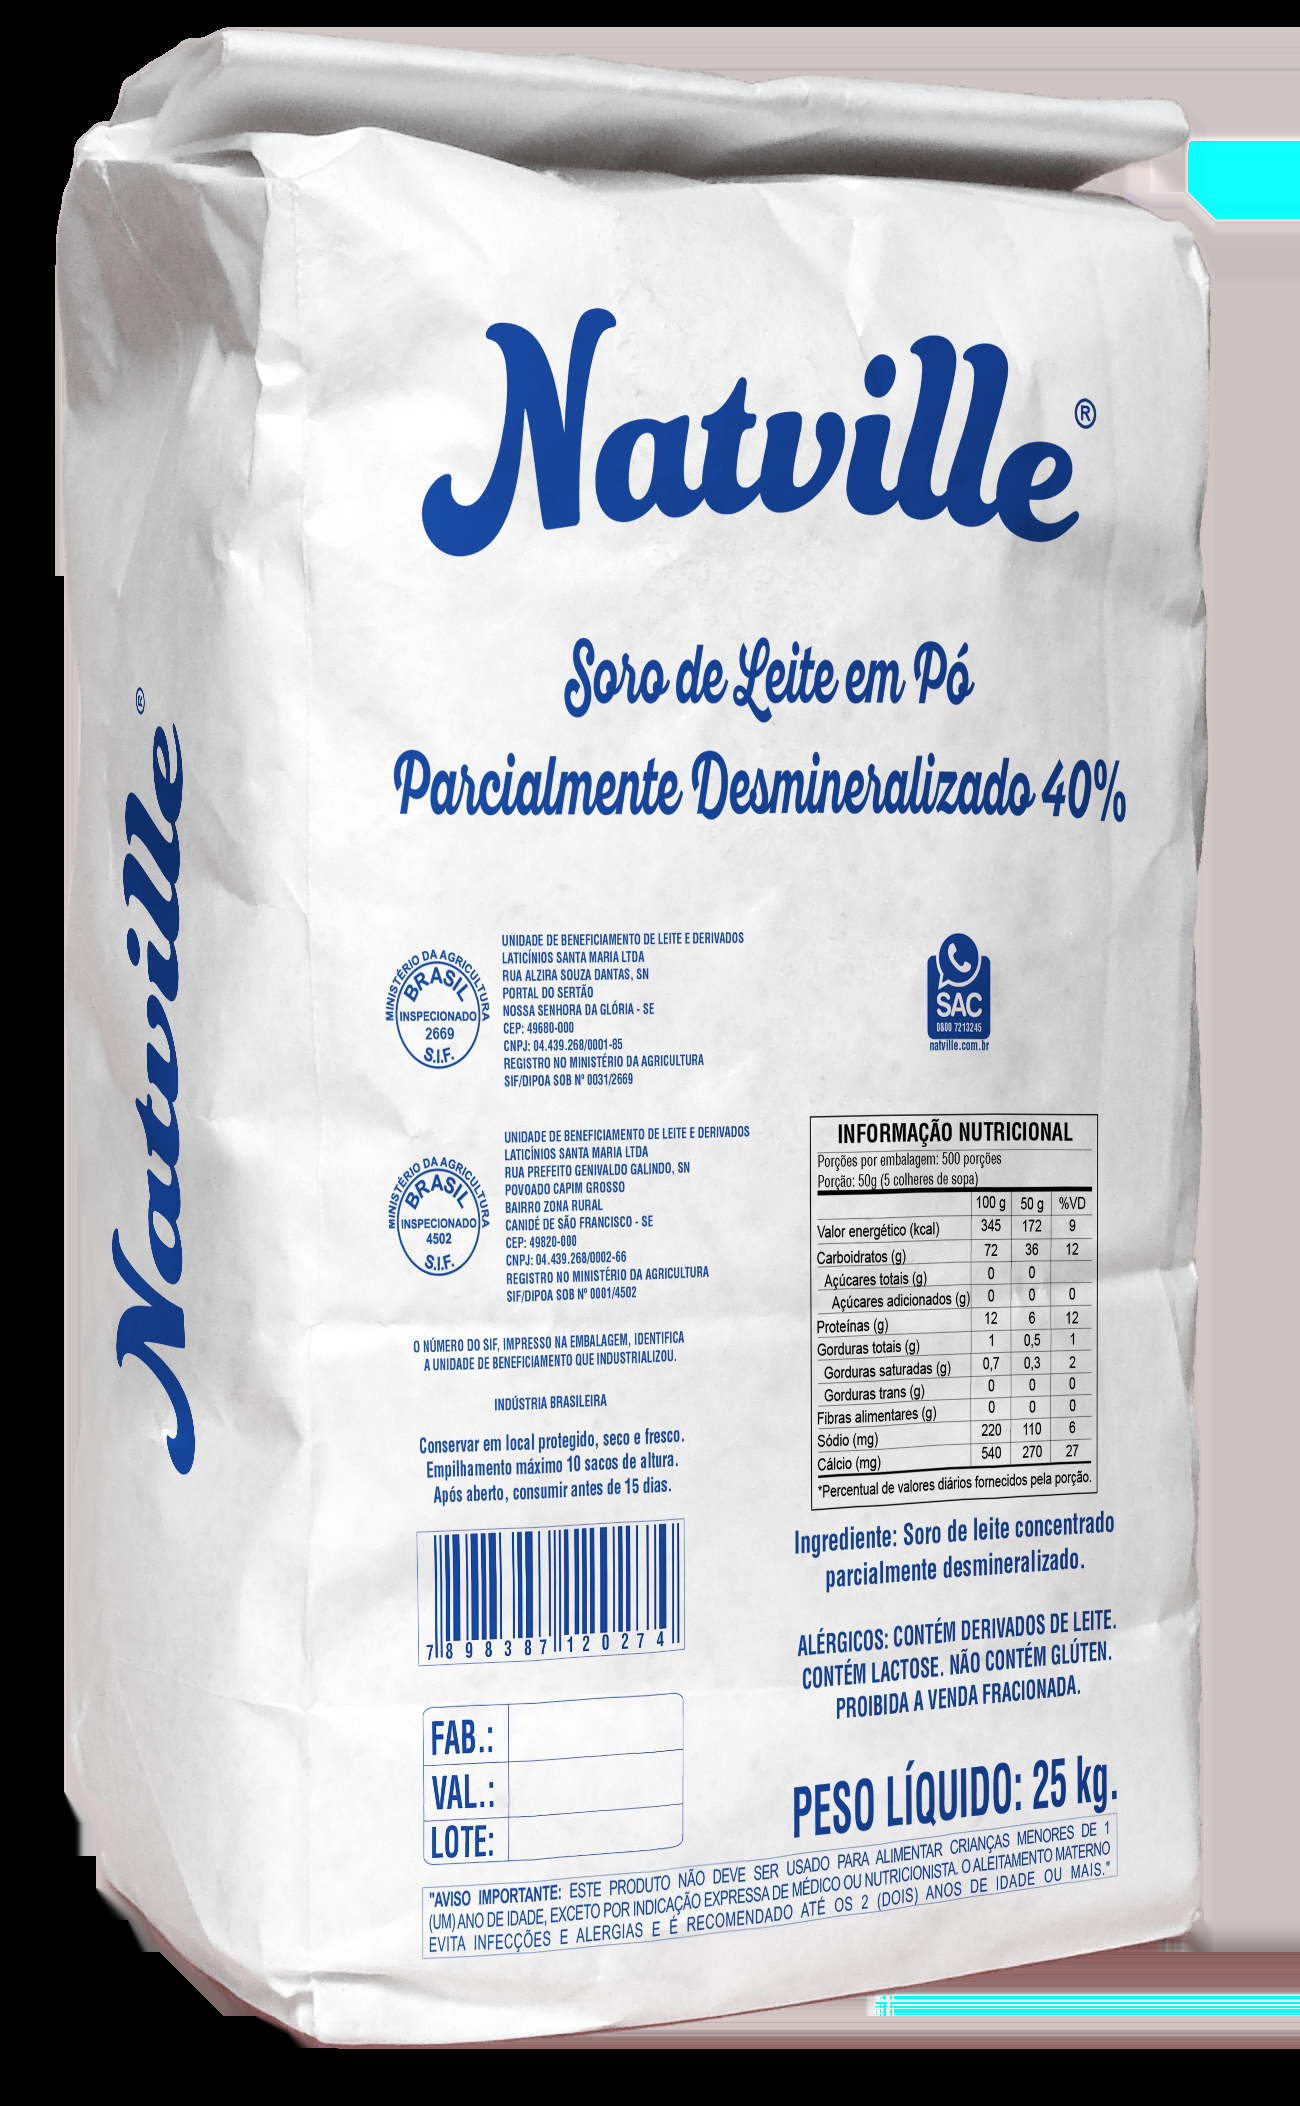 Natville®
Natville®
Soro de Leite em Pó
Parcialmente Desmineralizado 40%
MINISTÉRIO DA AGRICULTURA
BRASIL
INSPECIONADO
2669
S.I.F.
UNIDADE DE BENEFICIAMENTO DE LEITE E DERIVADOS
LATICÍNIOS SANTA MARIA LTDA
RUA ALZIRA SOUZA DANTAS, SN
PORTAL DO SERTÃO
NOSSA SENHORA DA GLÓRIA - SE
CEP: 49680-000
CNPJ: 04.439.268/0001-85
REGISTRO NO MINISTÉRIO DA AGRICULTURA
SIF/DIPOA SOB Nº 0031/2669
SAC
0800 7213245
natville.com.br
MINISTÉRIO DA AGRICULTURA
BRASIL
INSPECIONADO
4502
S.I.F.
UNIDADE DE BENEFICIAMENTO DE LEITE E DERIVADOS
LATICÍNIOS SANTA MARIA LTDA
RUA PREFEITO GENIVALDO GALINDO, SN
POVOADO CAPIM GROSSO
BAIRRO ZONA RURAL
CANIDÉ DE SÃO FRANCISCO - SE
CEP: 49820-000
CNPJ: 04.439.268/0002-66
REGISTRO NO MINISTÉRIO DA AGRICULTURA
SIF/DIPOA SOB Nº 0001/4502
O NÚMERO DO SIF, IMPRESSO NA EMBALAGEM, IDENTIFICA
A UNIDADE DE BENEFICIAMENTO QUE INDUSTRIALIZOU.
INDÚSTRIA BRASILEIRA
Conservar em local protegido, seco e fresco.
Empilhamento máximo 10 sacos de altura.
Após aberto, consumir antes de 15 dias.
7 898387 120274
FAB.:
VAL.:
LOTE:
INFORMAÇÃO NUTRICIONAL
Porções por embalagem: 500 porções
Porção: 50g (5 colheres de sopa)
100 g 50 g %VD
Valor energético (kcal) 345 172 9
Carboidratos (g) 72 36 12
Açúcares totais (g) 0 0
Açúcares adicionados (g) 0 0 0
Proteínas (g) 12 6 12
Gorduras totais (g) 1 0,5 1
Gorduras saturadas (g) 0,7 0,3 2
Gorduras trans (g) 0 0 0
Fibras alimentares (g) 0 0 0
Sódio (mg) 220 110 6
Cálcio (mg) 540 270 27
*Percentual de valores diários fornecidos pela porção.
Ingrediente: Soro de leite concentrado
parcialmente desmineralizado.
ALÉRGICOS: CONTÉM DERIVADOS DE LEITE.
CONTÉM LACTOSE. NÃO CONTÉM GLÚTEN.
PROIBIDA A VENDA FRACIONADA.
PESO LÍQUIDO: 25 kg.
"AVISO IMPORTANTE: ESTE PRODUTO NÃO DEVE SER USADO PARA ALIMENTAR CRIANÇAS MENORES DE 1
(UM) ANO DE IDADE, EXCETO POR INDICAÇÃO EXPRESSA DE MÉDICO OU NUTRICIONISTA. O ALEITAMENTO MATERNO
EVITA INFECÇÕES E ALERGIAS E É RECOMENDADO ATÉ OS 2 (DOIS) ANOS DE IDADE OU MAIS."